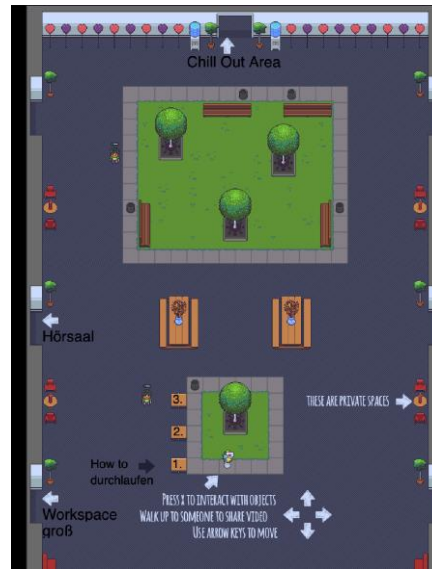 Chill Out Area
Hörsaal
3.
THESE ARE PRIVATE SPACES
2.
How to
durchlaufen
1.
PRESS X TO INTERACT WITH OBJECTS
WALK UP TO SOMEONE TO SHARE VIDEO
USE ARROW KEYS TO MOVE
Workspace
groß